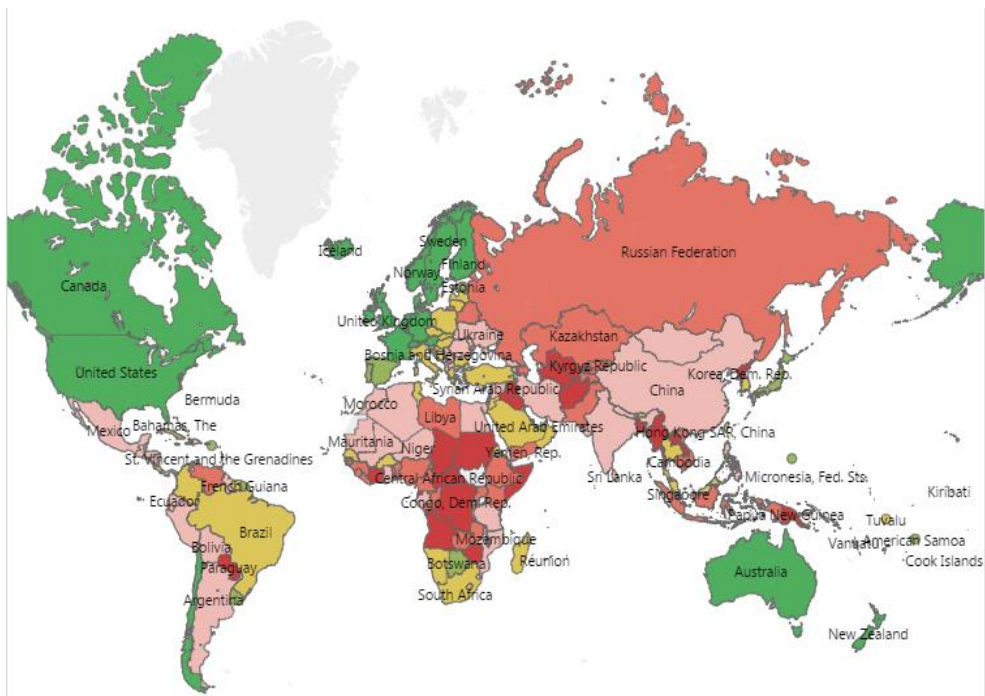 Iceland
Sweden
Finland
Norway
Russian Federation
Canada
Estonia
United Kingdom
Ukraine
Kazakhstan
Bosnia and Herzegovina
Kyrgyz Republic
United States
Korea, Dem. Rep.
Syrian Arab Republic
China
Bermuda
Morocco
Libya
Mexico
Bahamas, The
United Arab Emirates
Hong Kong SAR, China
Mauritania
Niger
Yemen, Rep.
St. Vincent and the Grenadines
Cambodia
Central African Republic
Sri Lanka
Micronesia, Fed. Sts.
French Guiana
Ecuador
Singapore
Kiribati
Congo, Dem. Rep.
Papua New Guinea
Tuvalu
Brazil
Mozambique
Vanuatu
American Samoa
Bolivia
Botswana
Réunion
Cook Islands
Paraguay
Australia
South Africa
Argentina
New Zealand